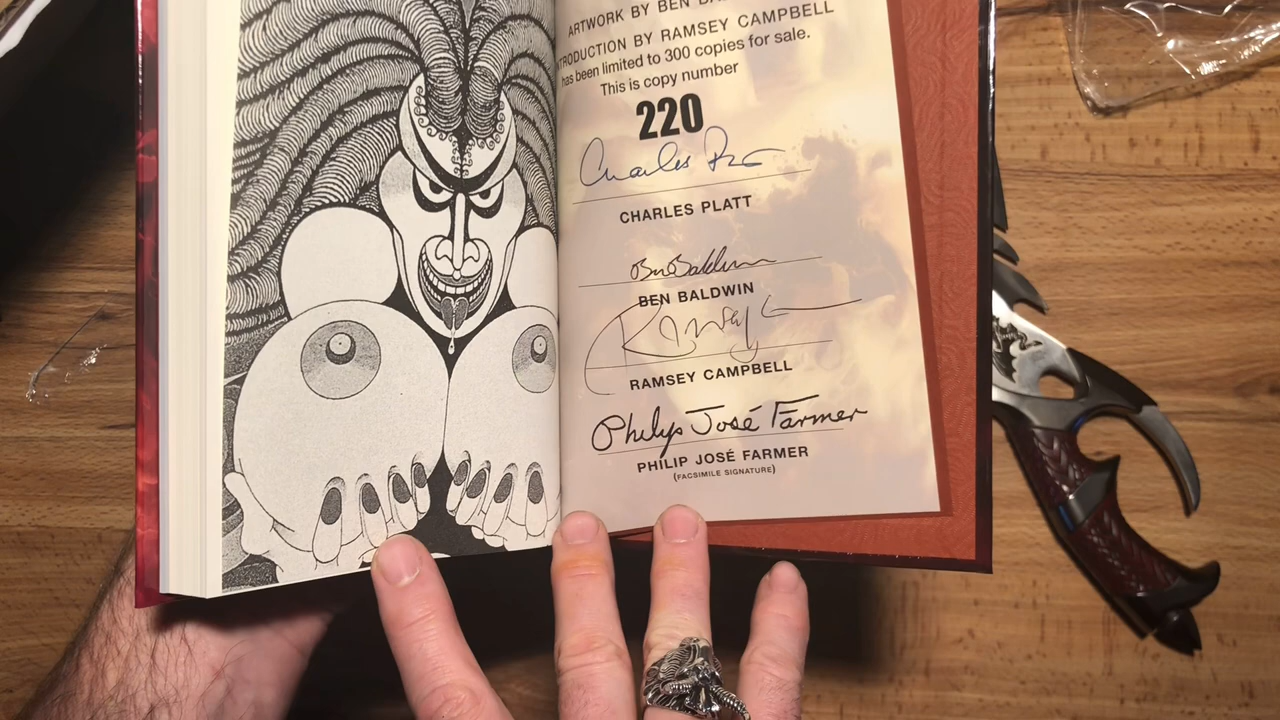 ARTWORK BY BEN
INTRODUCTION BY RAMSEY CAMPBELL
has been limited to 300 copies for sale.
This is copy number
220
Charles
CHARLES PLATT
Ben Baldwin
BEN BALDWIN
Ramsey
RAMSEY CAMPBELL
Philip José Farmer
PHILIP JOSÉ FARMER
(FACSIMILE SIGNATURE)